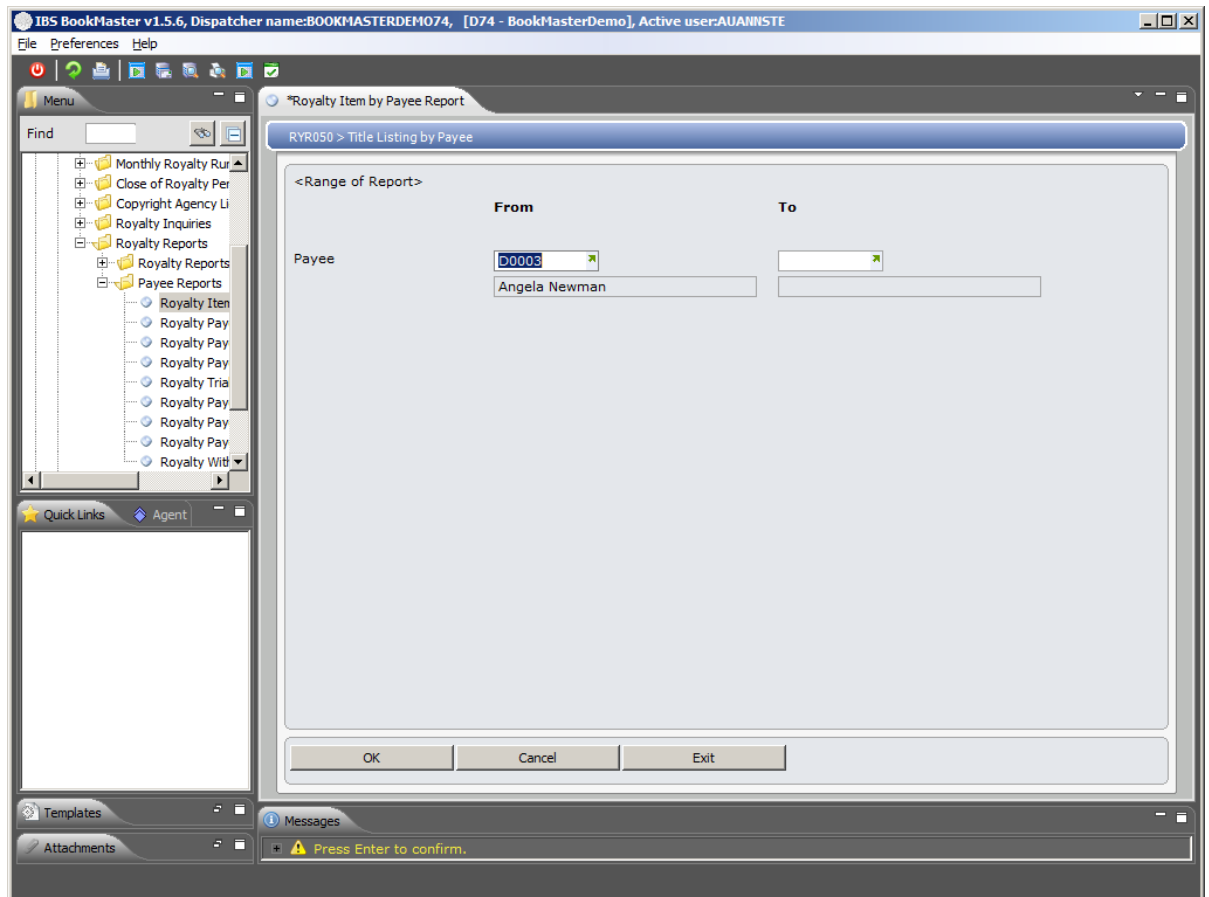 IBS BookMaster v1.5.6, Dispatcher name:BOOKMASTERDEMO74, [D74 - BookMasterDemo], Active user:AUANNSTE
File Preferences Help
Menu
*Royalty Item by Payee Report
Find
RYR050 > Title Listing by Payee
Monthly Royalty Rur
Close of Royalty Per
Copyright Agency Li
Royalty Inquiries
Royalty Reports
Royalty Reports
Payee Reports
Royalty Iten
Royalty Pay
Royalty Pay
Royalty Pay
Royalty Tria
Royalty Pay
Royalty Pay
Royalty Pay
Royalty With
<Range of Report>
From To
Payee D0003
Angela Newman
Quick Links Agent
OK Cancel Exit
Templates
Attachments
Messages
Press Enter to confirm.